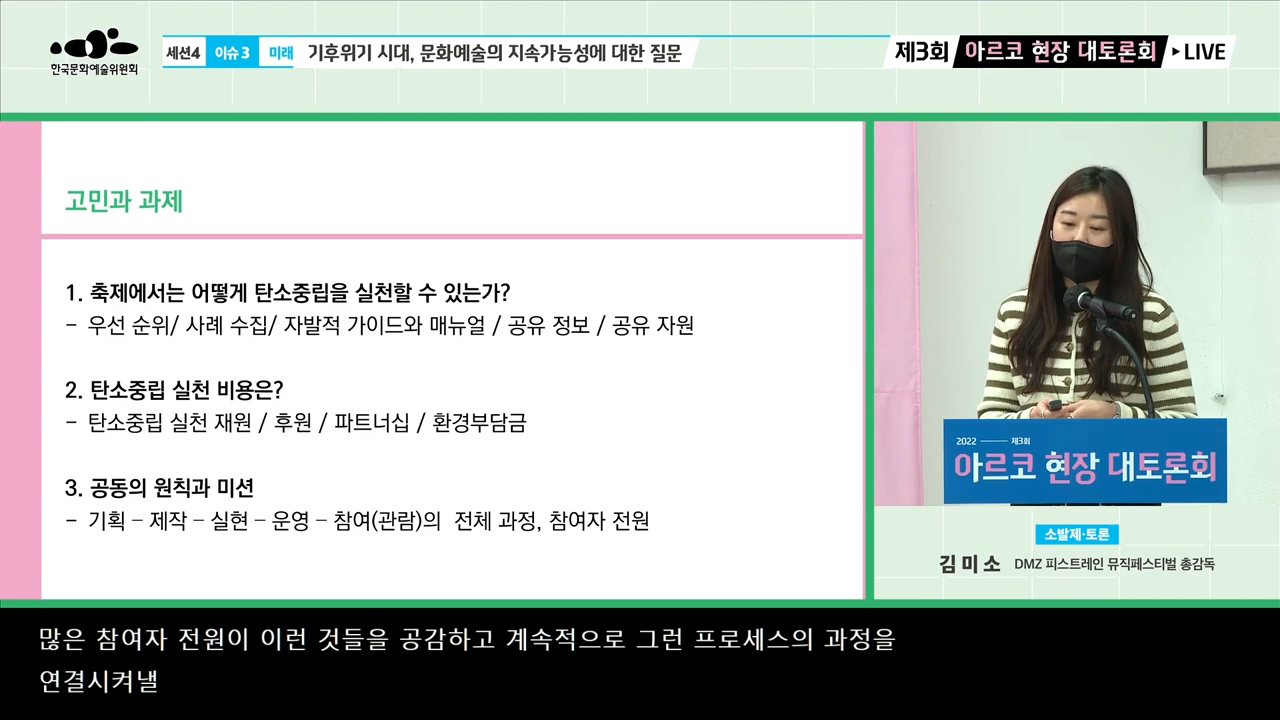 한국문화예술위원회
세션4 이슈 3 미래 기후위기 시대, 문화예술의 지속가능성에 대한 질문
제3회 아르코 현장 대토론회 LIVE
고민과 과제
1. 축제에서는 어떻게 탄소중립을 실천할 수 있는가?
- 우선 순위/ 사례 수집/ 자발적 가이드와 매뉴얼 / 공유 정보 / 공유 자원
2. 탄소중립 실천 비용은?
- 탄소중립 실천 재원 / 후원 / 파트너십 / 환경부담금
3. 공동의 원칙과 미션
- 기획 – 제작 – 실현 – 운영 – 참여(관람)의 전체 과정, 참여자 전원
2022 제3회
아르코 현장 대토론회
소발제·토론
김미소 DMZ 피스트레인 뮤직페스티벌 총감독
많은 참여자 전원이 이런 것들을 공감하고 계속적으로 그런 프로세스의 과정을
연결시켜낼